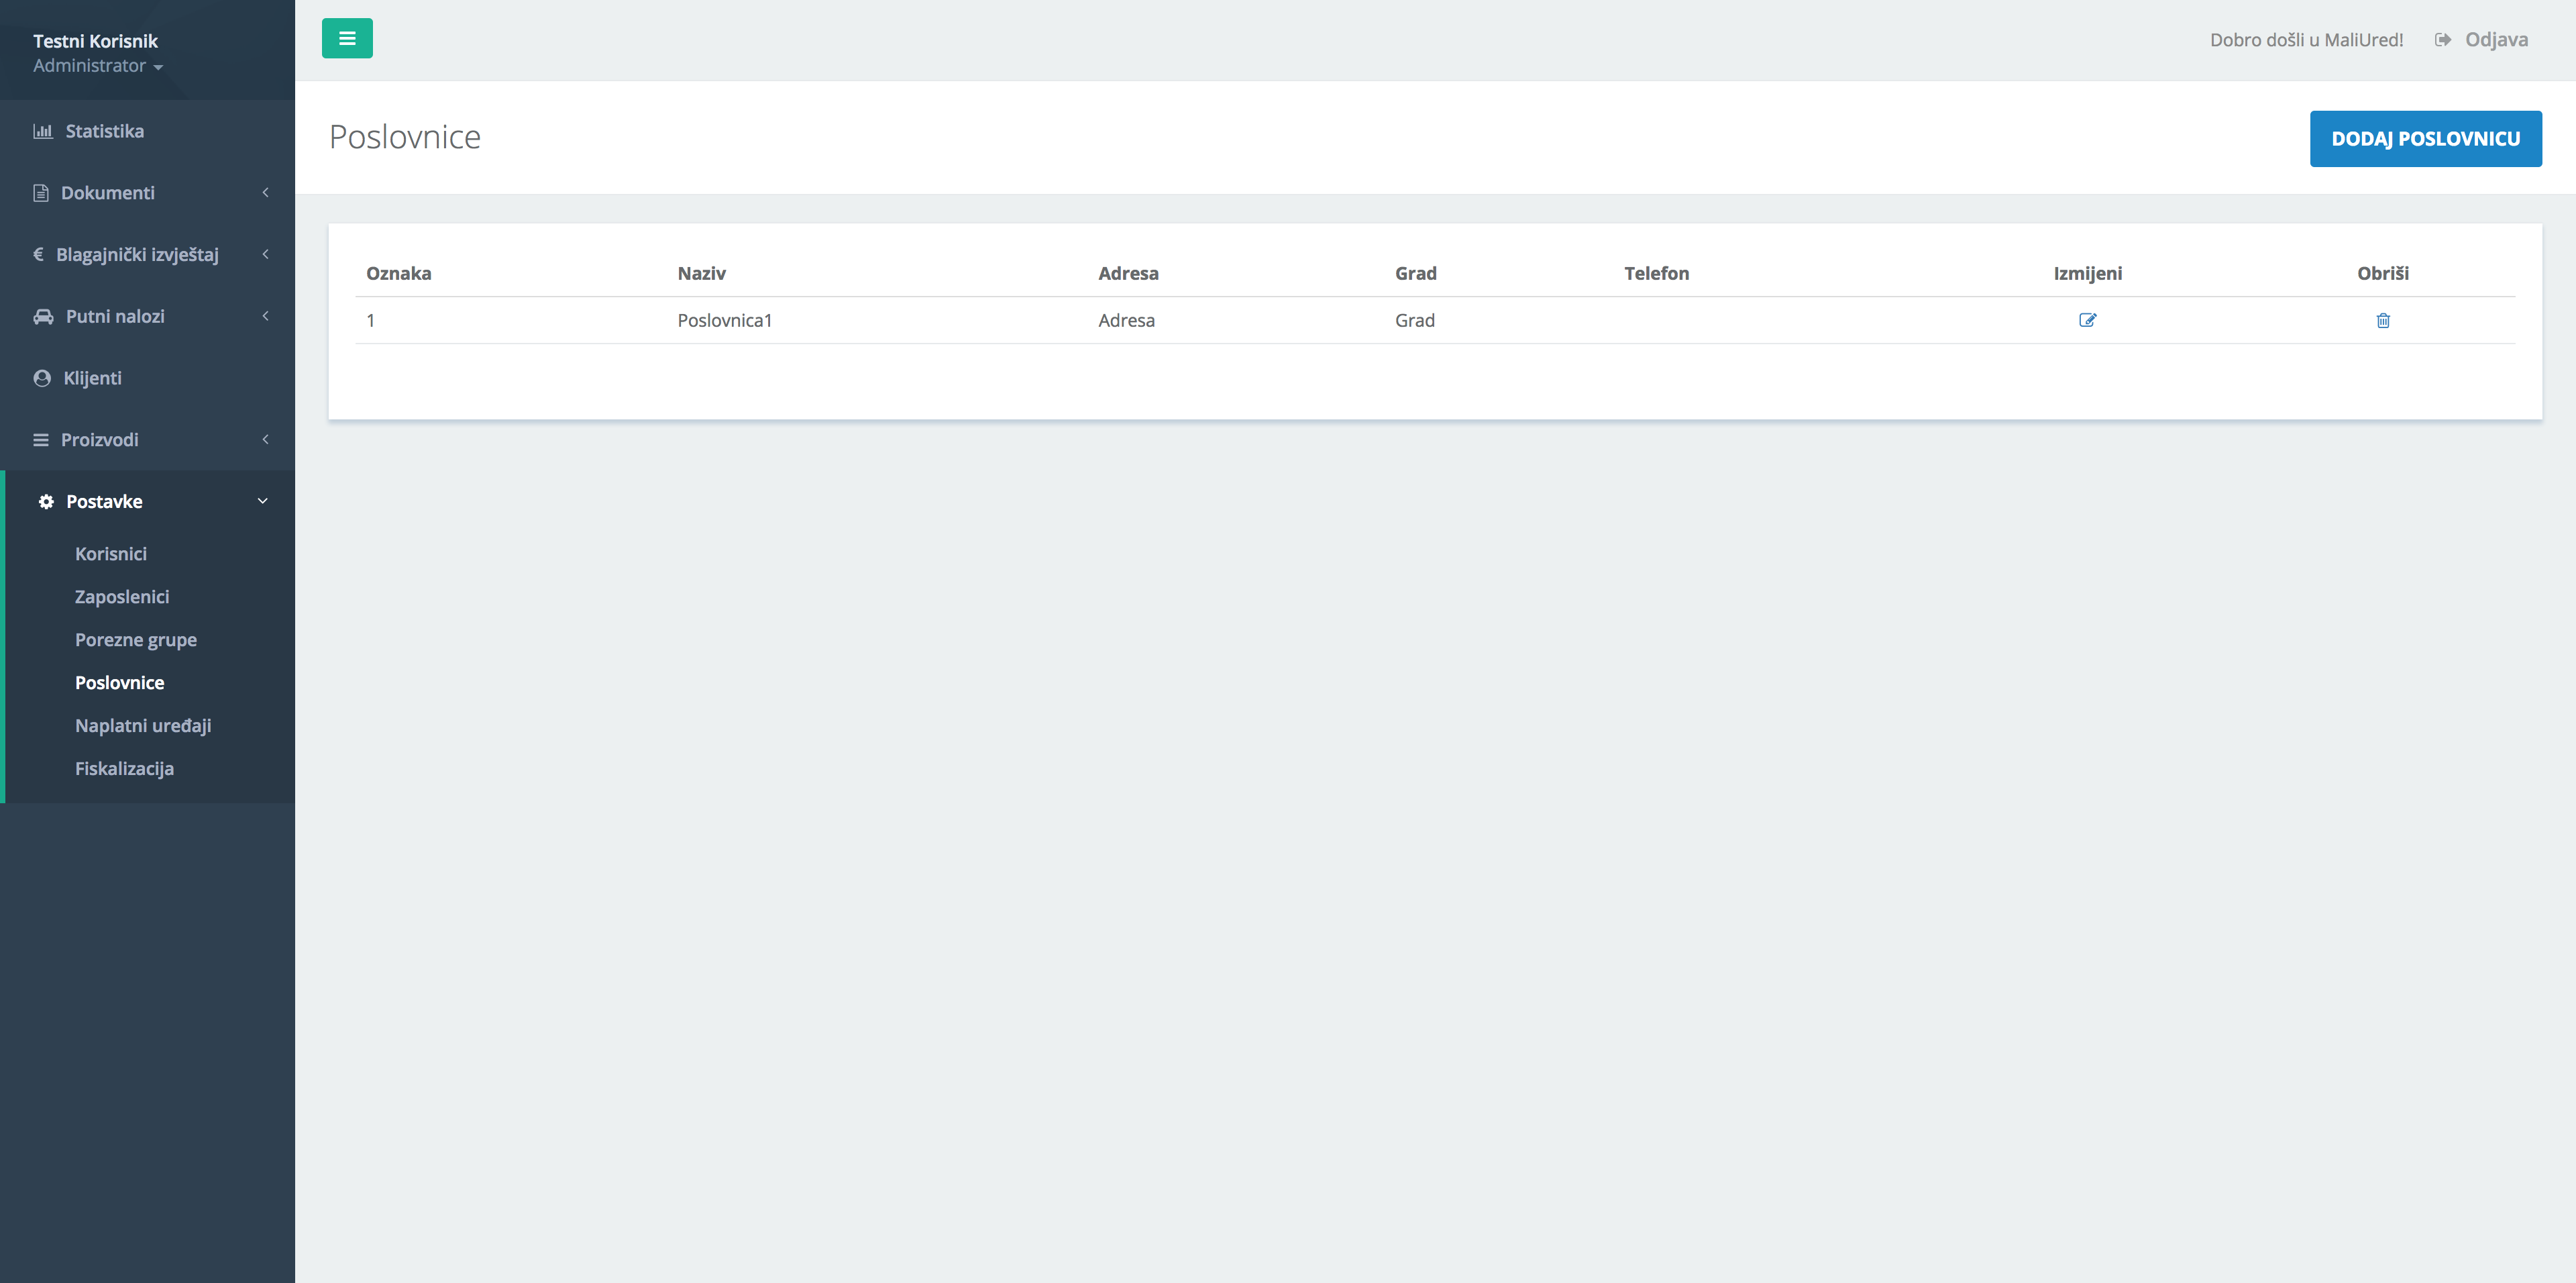 Testni Korisnik
Administrator
Statistika
Dokumenti
Blagajnički izvještaj
Putni nalozi
Klijenti
Proizvodi
Postavke
Korisnici
Zaposlenici
Porezne grupe
Poslovnice
Naplatni uređaji
Fiskalizacija
Dobro došli u MaliUred! Odjava
Poslovnice DODAJ POSLOVNICU
Oznaka Naziv Adresa Grad Telefon Izmijeni Obriši
1 Poslovnica1 Adresa Grad